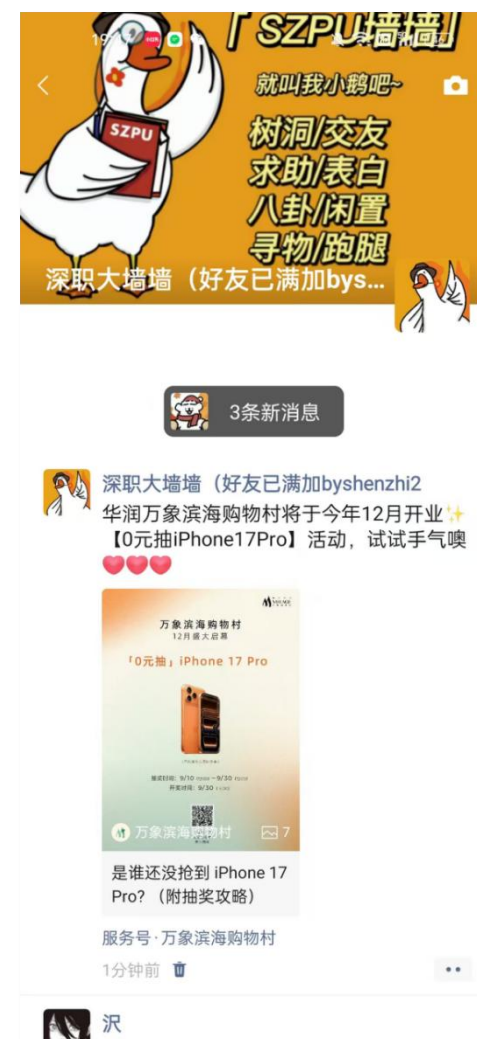 「SZPU墙墙」
就叫我小鹅吧~
SZPU
树洞/交友
求助/表白
八卦/闲置
寻物/跑腿
深职大墙墙（好友已满加bys...
3条新消息
深职大墙墙（好友已满加byshenzhi2
华润万象滨海购物村将于今年12月开业✨
【0元抽iPhone17Pro】活动，试试手气噢
❤❤❤
万象滨海购物村
12月盛大启幕
「0元抽」iPhone 17 Pro
开奖时间: 9/30
万象滨海购物村
7
是谁还没抢到 iPhone 17
Pro？（附抽奖攻略）
服务号·万象滨海购物村
1分钟前
沢